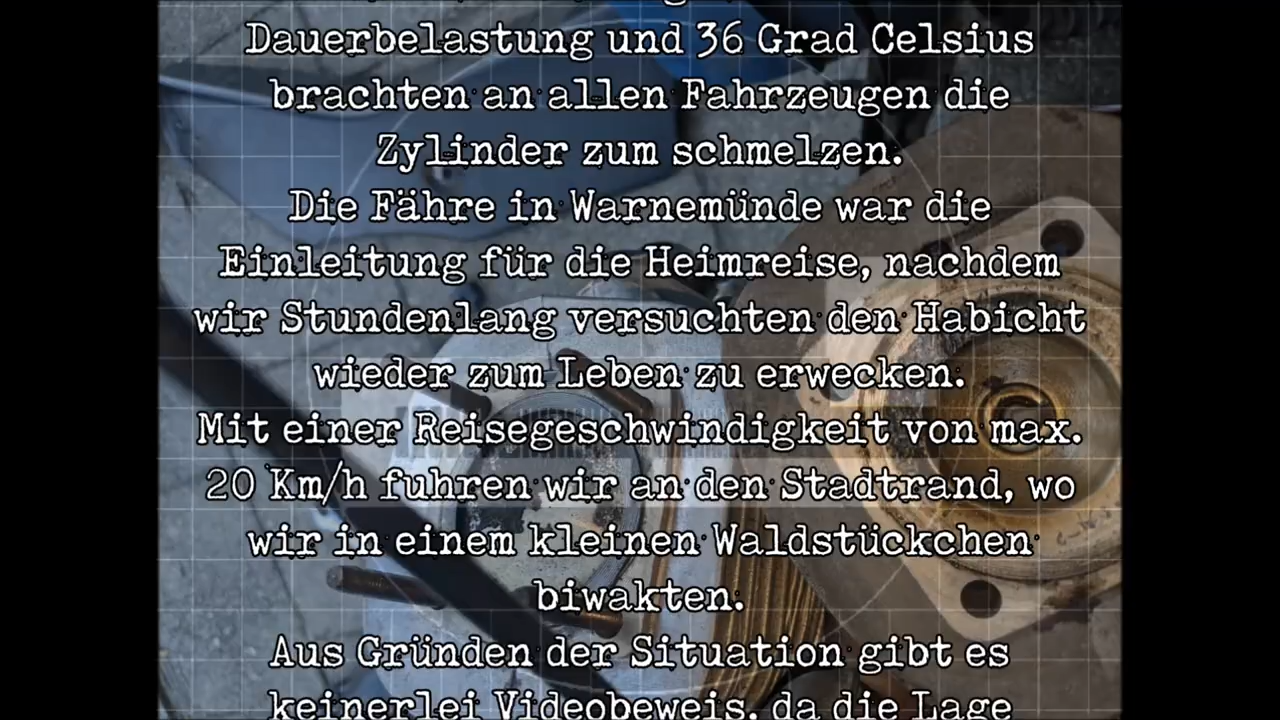 Dauerbelastung und 36 Grad Celsius
brachten an allen Fahrzeugen die
Zylinder zum schmelzen.
Die Fähre in Warnemünde war die
Einleitung für die Heimreise, nachdem
wir Stundenlang versuchten den Habicht
wieder zum Leben zu erwecken.
Mit einer Reisegeschwindigkeit von max.
20 Km/h fuhren wir an den Stadtrand, wo
wir in einem kleinen Waldstückchen
biwakten.
Aus Gründen der Situation gibt es
keinerlei Videobeweis, da die Lage